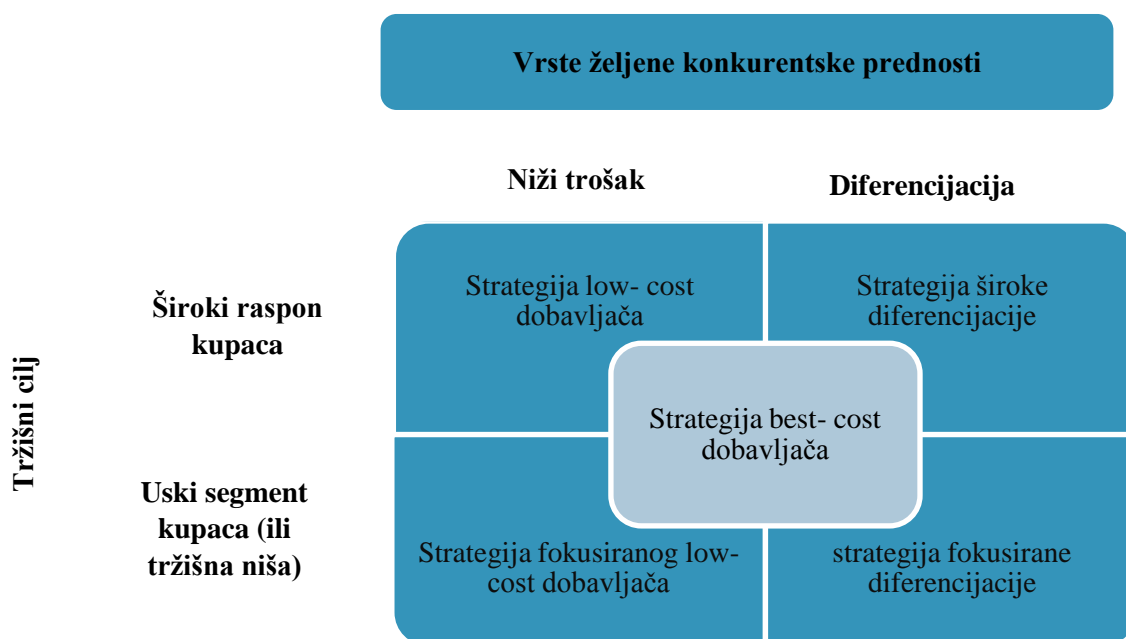 Vrste željene konkurentske prednosti
Niži trošak
Diferencijacija
Tržišni cilj
Široki raspon
kupaca
Strategija low- cost
dobavljača
Strategija široke
diferencijacije
Strategija best- cost
dobavljača
Uski segment
kupaca (ili
tržišna niša)
Strategija fokusiranog low-
cost dobavljača
strategija fokusirane
diferencijacije